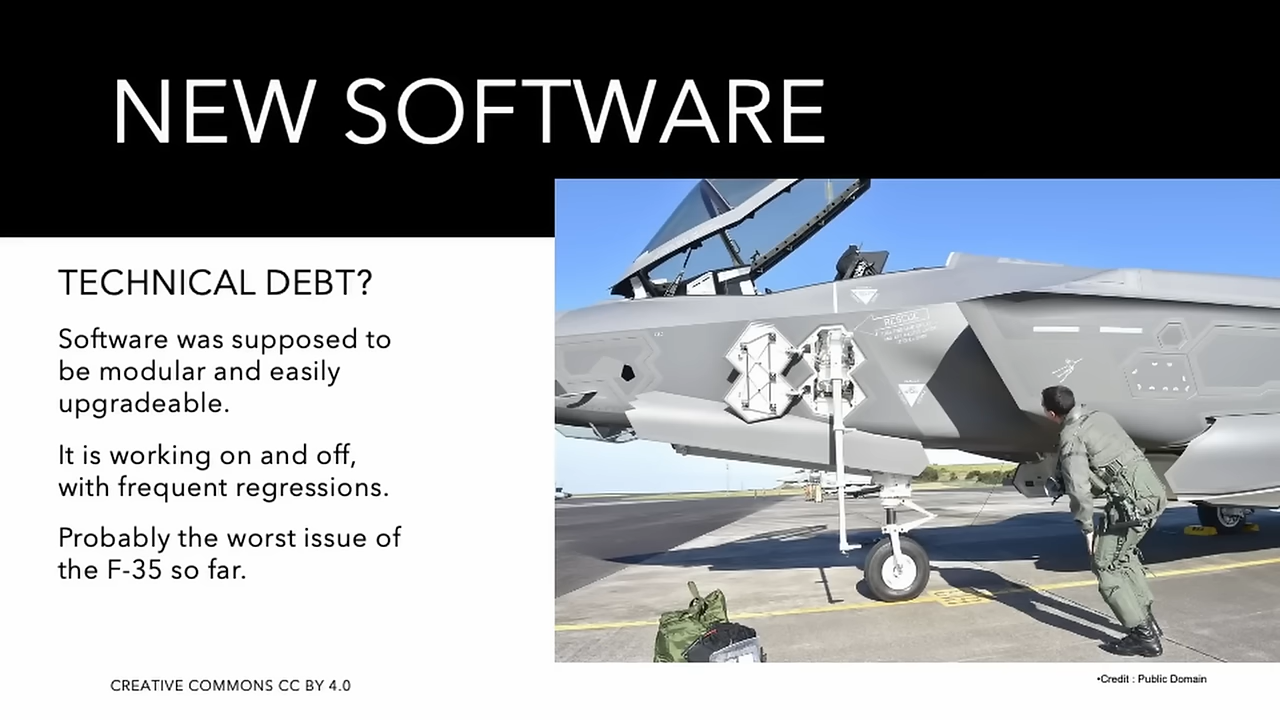 NEW SOFTWARE
TECHNICAL DEBT?
Software was supposed to
be modular and easily
upgradeable.
It is working on and off,
with frequent regressions.
Probably the worst issue of
the F-35 so far.
RESCUE
CREATIVE COMMONS CC BY 4.0
•Credit : Public Domain